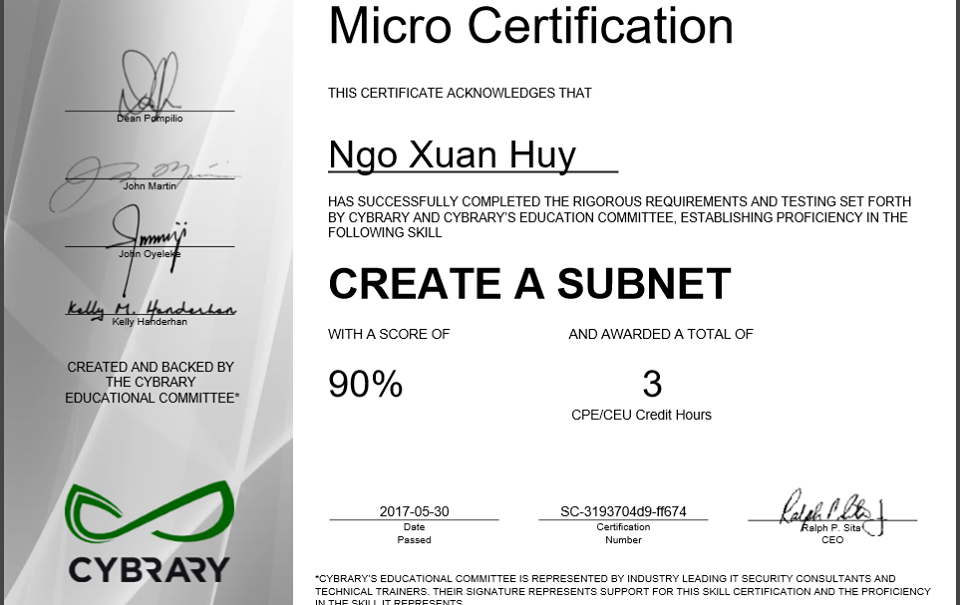 Micro Certification
THIS CERTIFICATE ACKNOWLEDGES THAT
Ngo Xuan Huy
HAS SUCCESSFULLY COMPLETED THE RIGOROUS REQUIREMENTS AND TESTING SET FORTH
BY CYBRARY AND CYBRARY'S EDUCATION COMMITTEE, ESTABLISHING PROFICIENCY IN THE
FOLLOWING SKILL
CREATE A SUBNET
WITH A SCORE OF
90%
AND AWARDED A TOTAL OF
3
CPE/CEU Credit Hours
Dean Pompilio
John Martin
John Oyeleke
Kelly M. Handerhan
Kelly Handerhan
CREATED AND BACKED BY
THE CYBRARY
EDUCATIONAL COMMITTEE*
CYBRARY
2017-05-30
Date
Passed
SC-3193704d9-ff674
Certification
Number
Ralph P. Sita
Ralph P. Sita
CEO
*CYBRARY'S EDUCATIONAL COMMITTEE IS REPRESENTED BY INDUSTRY LEADING IT SECURITY CONSULTANTS AND
TECHNICAL TRAINERS. THEIR SIGNATURE REPRESENTS SUPPORT FOR THIS SKILL CERTIFICATION AND THE PROFICIENCY
IN THE SKILL IT REPRESENTS